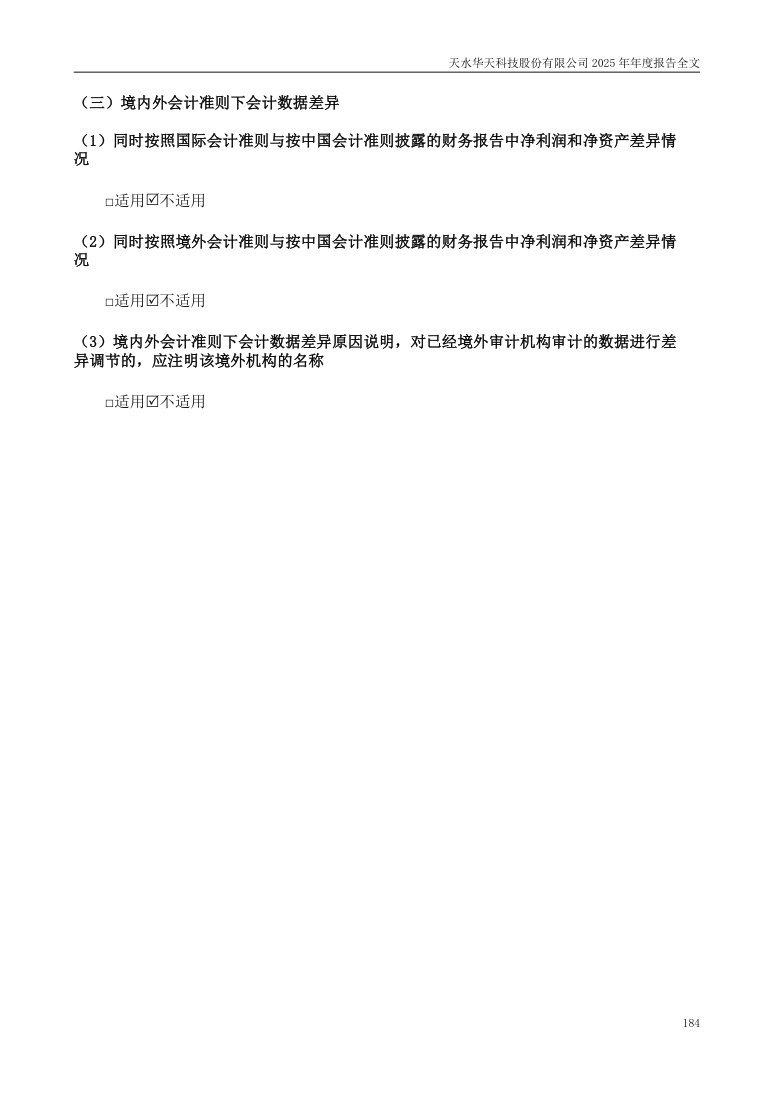 天水华天科技股份有限公司 2025 年年度报告全文
（三）境内外会计准则下会计数据差异
（1）同时按照国际会计准则与按中国会计准则披露的财务报告中净利润和净资产差异情
况
□适用☑不适用
（2）同时按照境外会计准则与按中国会计准则披露的财务报告中净利润和净资产差异情
况
□适用☑不适用
（3）境内外会计准则下会计数据差异原因说明，对已经境外审计机构审计的数据进行差
异调节的，应注明该境外机构的名称
□适用☑不适用
184